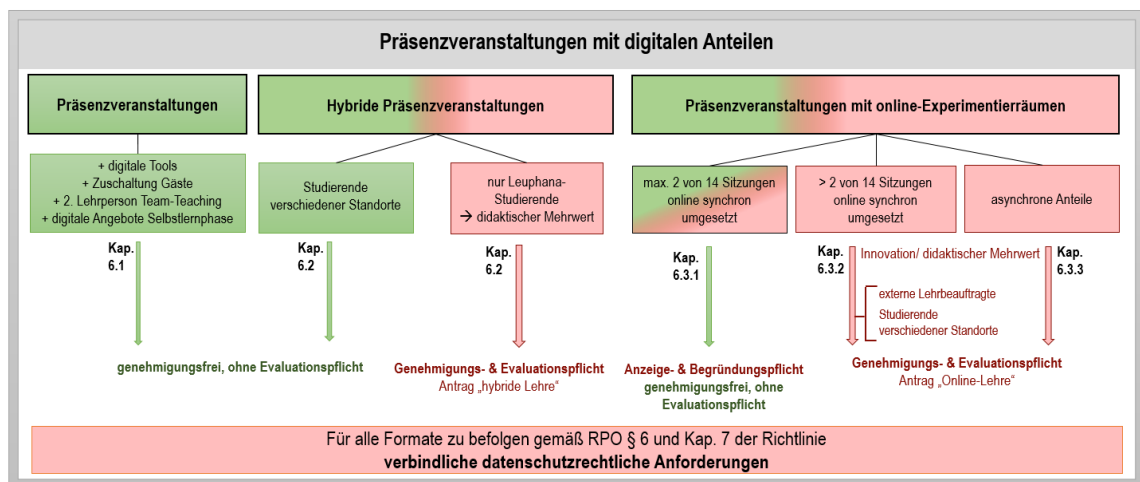 Präsenzveranstaltungen mit digitalen Anteilen
Präsenzveranstaltungen
Hybride Präsenzveranstaltungen
Präsenzveranstaltungen mit online-Experimentierräumen
+ digitale Tools
+ Zuschaltung Gäste
+ 2. Lehrperson Team-Teaching
+ digitale Angebote Selbstlernphase
Studierende
verschiedener Standorte
nur Leuphana-
Studierende
→ didaktischer Mehrwert
max. 2 von 14 Sitzungen
online synchron
umgesetzt
> 2 von 14 Sitzungen
online synchron
umgesetzt
asynchrone Anteile
Kap.
6.1
Kap.
6.2
Kap.
6.2
Kap.
6.3.1
Kap.
6.3.2
Innovation/ didaktischer Mehrwert
Kap.
6.3.3
externe Lehrbeauftragte
Studierende
verschiedener Standorte
genehmigungsfrei, ohne Evaluationspflicht
Genehmigungs- & Evaluationspflicht
Antrag „hybride Lehre“
Anzeige- & Begründungspflicht
genehmigungsfrei, ohne
Evaluationspflicht
Genehmigungs- & Evaluationspflicht
Antrag „Online-Lehre“
Für alle Formate zu befolgen gemäß RPO § 6 und Kap. 7 der Richtlinie
verbindliche datenschutzrechtliche Anforderungen